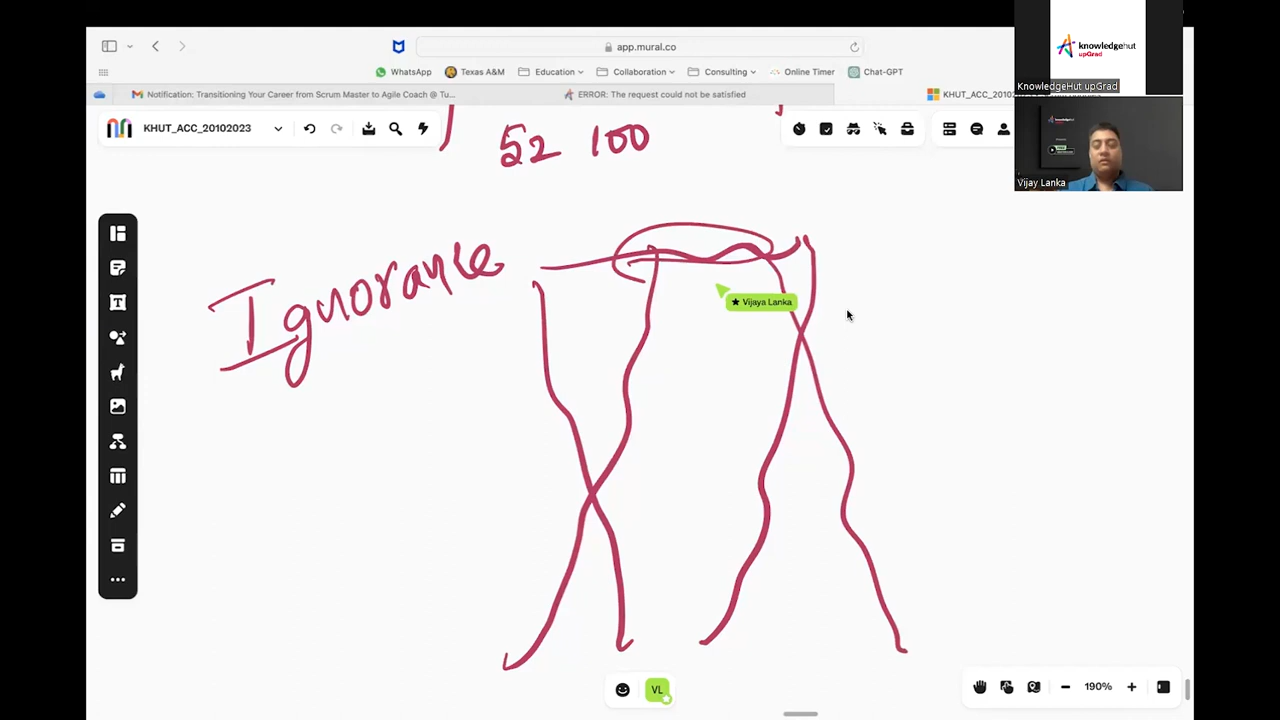 app.mural.co
WhatsApp Texas A&M Education Collaboration Consulting Online Timer Chat-GPT
Notification: Transitioning Your Career from Scrum Master to Agile Coach @ Tu...
ERROR: The request could not be satisfied
KHUT_ACC_2010202
KHUT_ACC_20102023
knowledgehut
upGrad
KnowledgeHut upGrad
Vijay Lanka
52 100
Ignorance
Vijaya Lanka
VL
190%